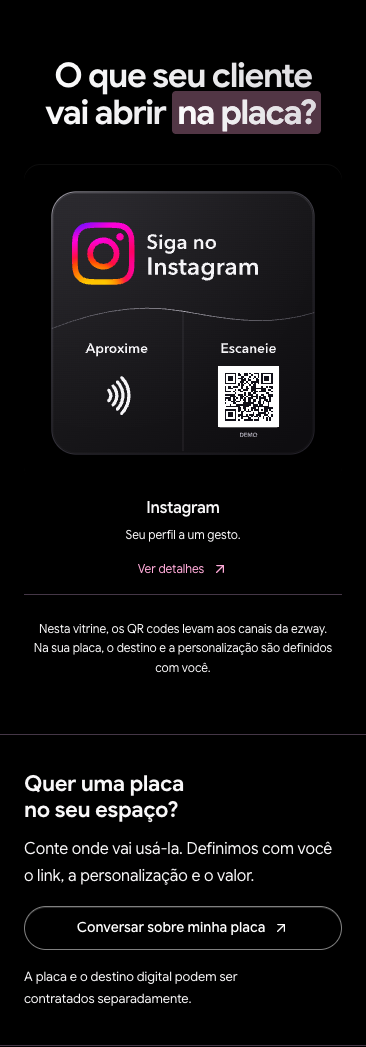 O que seu cliente
vai abrir na placa?
Siga no
Instagram
Aproxime
Escaneie
DEMO
Instagram
Seu perfil a um gesto.
Ver detalhes
Nesta vitrine, os QR codes levam aos canais da ezway.
Na sua placa, o destino e a personalização são definidos
com você.
Quer uma placa
no seu espaço?
Conte onde vai usá-la. Definimos com você
o link, a personalização e o valor.
Conversar sobre minha placa
A placa e o destino digital podem ser
contratados separadamente.